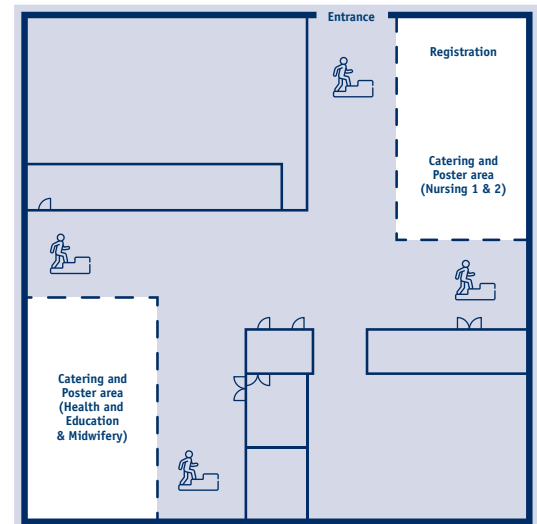 Entrance
Registration
Catering and
Poster area
(Nursing 1 & 2)
Catering and
Poster area
(Health and
Education
& Midwifery)